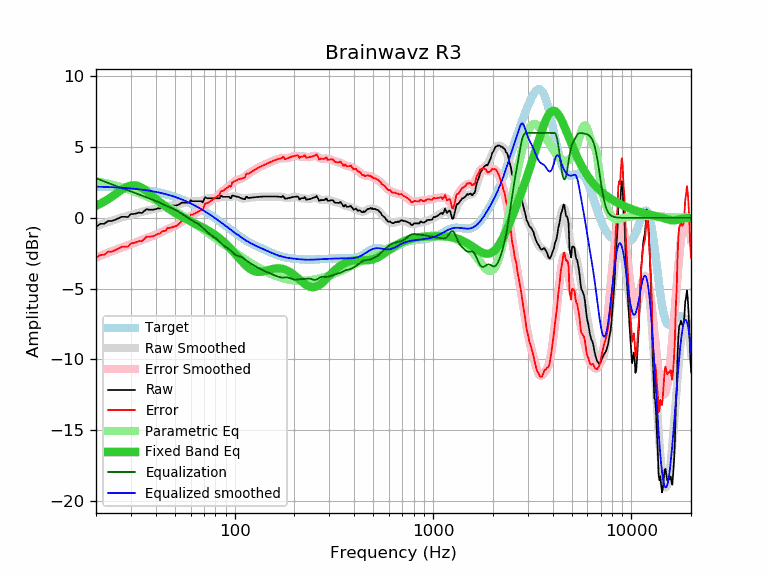 Brainwavz R3
10
5
0
−5
−10
−15
−20
Amplitude (dBr)
Target
Raw Smoothed
Error Smoothed
Raw
Error
Parametric Eq
Fixed Band Eq
Equalization
Equalized smoothed
100
1000
10000
Frequency (Hz)